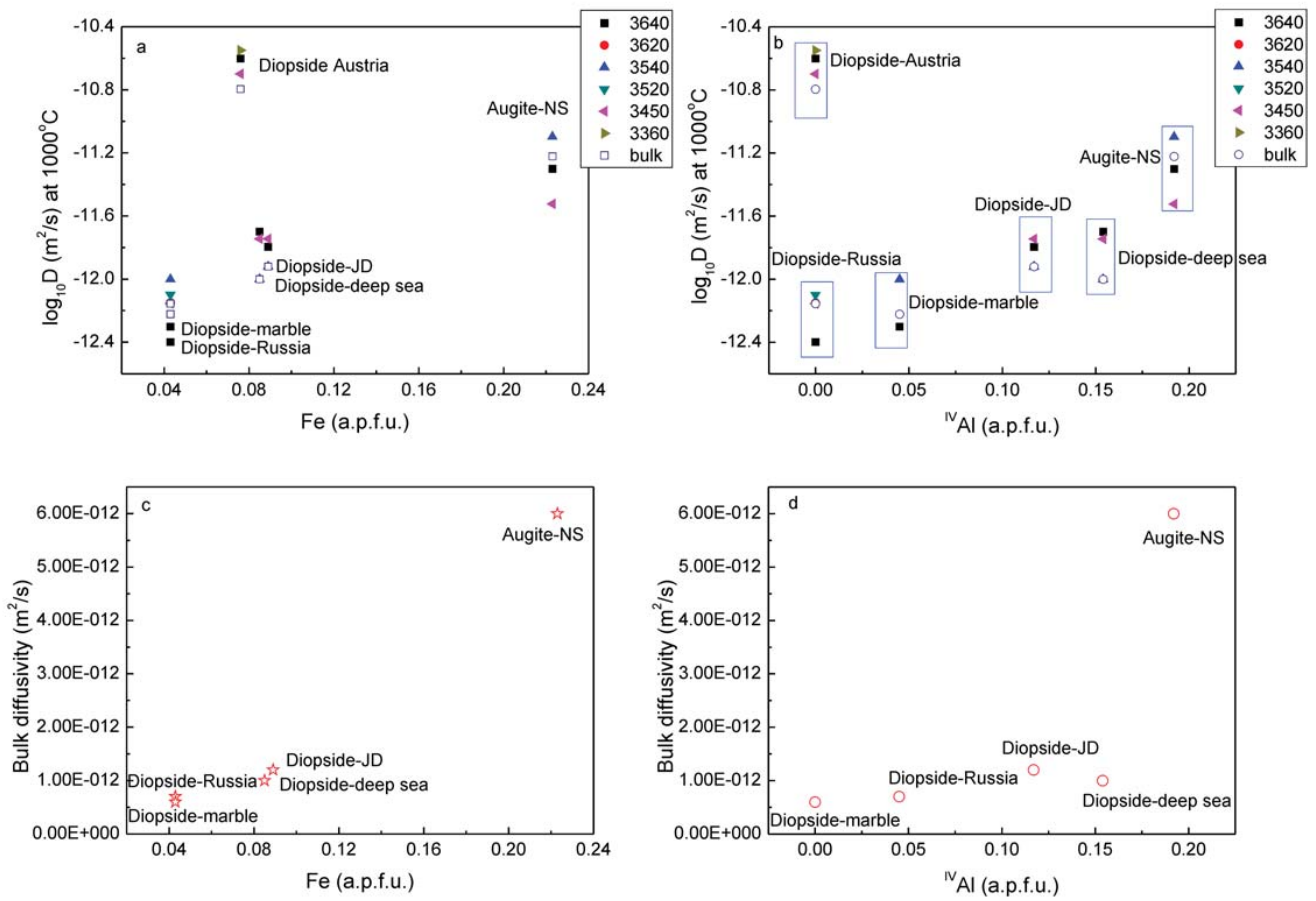 a
3640
3620
3540
3520
3450
3360
bulk
Diopside Austria
Augite-NS
Diopside-JD
Diopside-deep sea
Diopside-marble
Diopside-Russia
-10.4
-10.8
-11.2
-11.6
-12.0
-12.4
log10D (m2/s) at 1000oC
0.04 0.08 0.12 0.16 0.20 0.24
Fe (a.p.f.u.)
b
3640
3620
3540
3520
3450
3360
bulk
Diopside-Austria
Augite-NS
Diopside-JD
Diopside-Russia
Diopside-deep sea
Diopside-marble
-10.4
-10.8
-11.2
-11.6
-12.0
-12.4
log10D (m2/s) at 1000oC
0.00 0.05 0.10 0.15 0.20
IVAl (a.p.f.u.)
c
6.00E-012
5.00E-012
4.00E-012
3.00E-012
2.00E-012
1.00E-012
0.00E+000
Bulk diffusivity (m2/s)
Augite-NS
Diopside-JD
Diopside-Russia
Diopside-deep sea
Diopside-marble
0.04 0.08 0.12 0.16 0.20 0.24
Fe (a.p.f.u.)
d
6.00E-012
5.00E-012
4.00E-012
3.00E-012
2.00E-012
1.00E-012
0.00E+000
Bulk diffusivity (m2/s)
Augite-NS
Diopside-JD
Diopside-Russia
Diopside-deep sea
Diopside-marble
0.00 0.05 0.10 0.15 0.20
IVAl (a.p.f.u.)